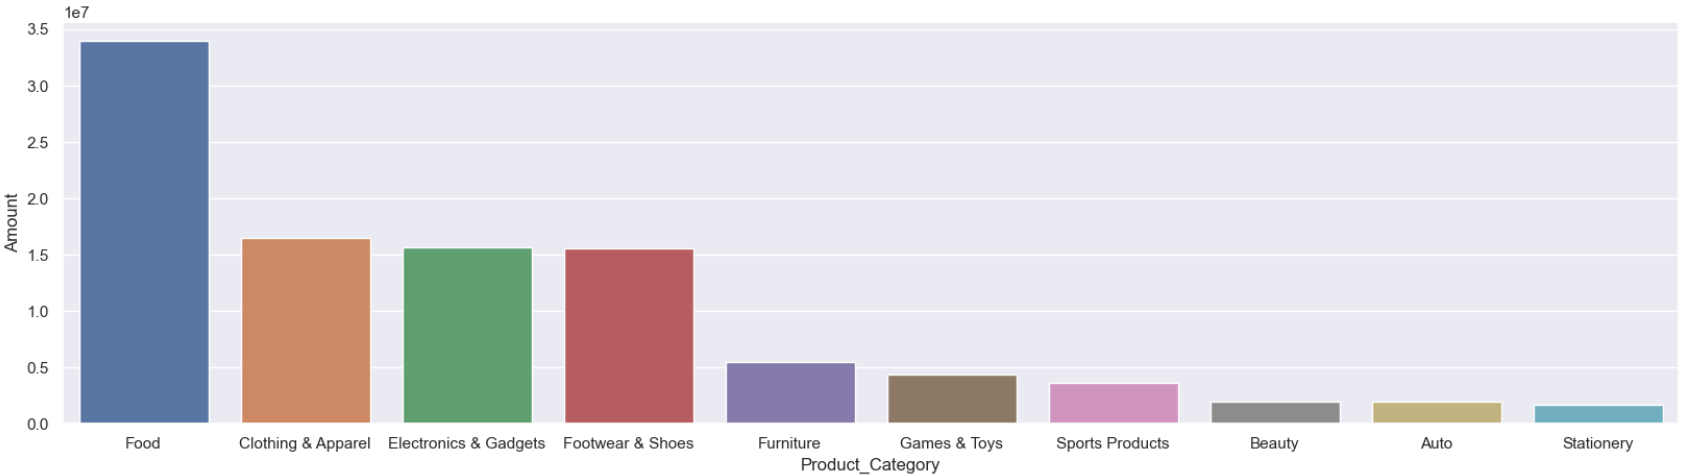 1e7
3.5
3.0
2.5
2.0
1.5
1.0
0.5
0.0
Amount
Food Clothing & Apparel Electronics & Gadgets Footwear & Shoes Furniture Games & Toys Sports Products Beauty Auto Stationery
Product_Category